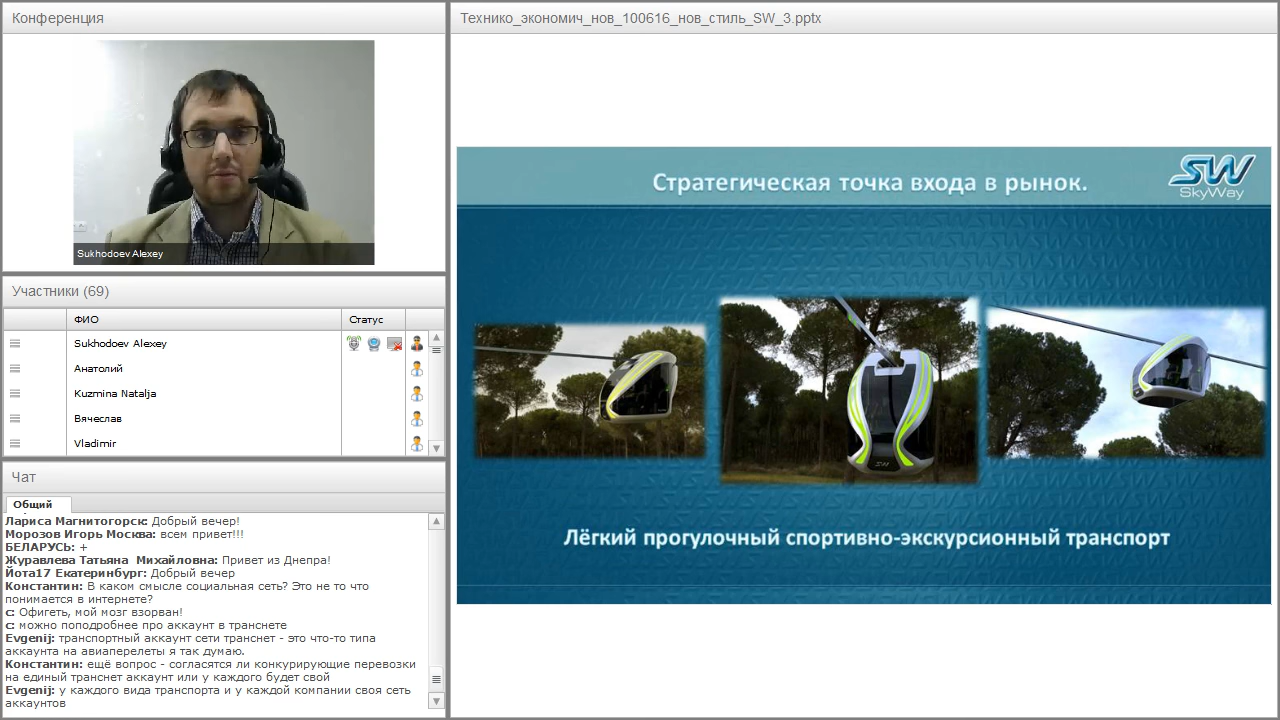 Конференция
Sukhodoev Alexey
Участники (69)
ФИО
Статус
Sukhodoev Alexey
Анатолий
Kuzmina Natalja
Вячеслав
Vladimir
Чат
Общий
Лариса Магнитогорск: Добрый вечер!
Морозов Игорь Москва: всем привет!!!
БЕЛАРУСЬ: +
Журавлева Татьяна Михайловна: Привет из Днепра!
Йота17 Екатеринбург: Добрый вечер
Константин: В каком смысле социальная сеть? Это не то что
понимается в интернете?
с: Офигеть, мой мозг взорван!
с: можно поподробнее про аккаунт в транснете
Evgenij: транспортный аккаунт сети транснет - это что-то типа
аккаунта на авиаперелеты я так думаю.
Константин: ещё вопрос - согласятся ли конкурирующие перевозки
на единый транснет аккаунт или у каждого будет свой
Evgenij: у каждого вида транспорта и у каждой компании своя сеть
аккаунтов
Технико_экономич_нов_100616_нов_стиль_SW_3.pptx
Стратегическая точка входа в рынок.
SW
SkyWay
SW
Лёгкий прогулочный спортивно-экскурсионный транспорт